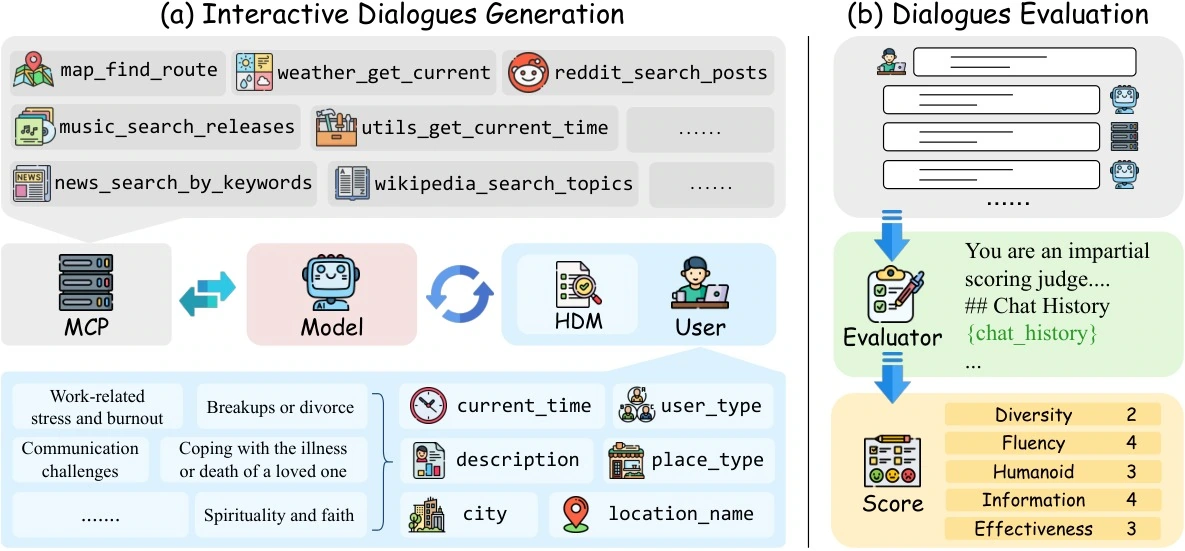 (a) Interactive Dialogues Generation
map_find_route
weather_get_current
reddit_search_posts
music_search_releases
utils_get_current_time
......
NEWS
news_search_by_keywords
A
Z
wikipedia_search_topics
......
MCP
AI
Model
HDM
User
Work-related
stress and burnout
Breakups or divorce
Communication
challenges
Coping with the illness
or death of a loved one
.......
Spirituality and faith
current_time
user_type
description
place_type
city
location_name
(b) Dialogues Evaluation
......
Evaluator
You are an impartial
scoring judge....
## Chat History
{chat_history}
...
Score
Diversity 2
Fluency 4
Humanoid 3
Information 4
Effectiveness 3